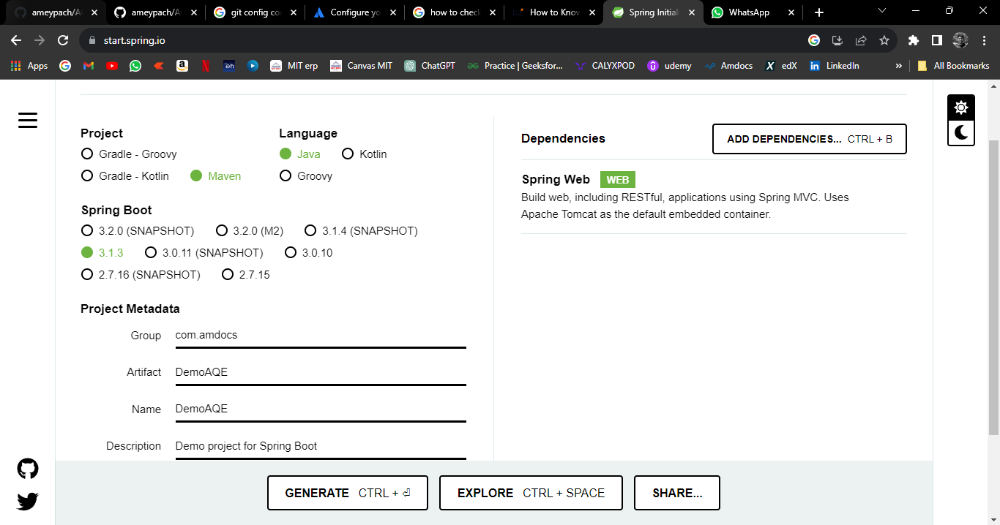 ameypach/A
ameypach/A
git config co
Configure yo
how to check
How to Know
Spring Initial
WhatsApp
start.spring.io
Apps
MIT erp
Canvas MIT
ChatGPT
Practice | Geeksfor...
CALYXPOD
udemy
Amdocs
edX
LinkedIn
»
All Bookmarks
Project
Language
Gradle - Groovy
Java
Kotlin
Gradle - Kotlin
Maven
Groovy
Spring Boot
3.2.0 (SNAPSHOT)
3.2.0 (M2)
3.1.4 (SNAPSHOT)
3.1.3
3.0.11 (SNAPSHOT)
3.0.10
2.7.16 (SNAPSHOT)
2.7.15
Project Metadata
Group com.amdocs
Artifact DemoAQE
Name DemoAQE
Description Demo project for Spring Boot
Dependencies
ADD DEPENDENCIES... CTRL + B
Spring Web WEB
Build web, including RESTful, applications using Spring MVC. Uses
Apache Tomcat as the default embedded container.
GENERATE CTRL + ⏎
EXPLORE CTRL + SPACE
SHARE...